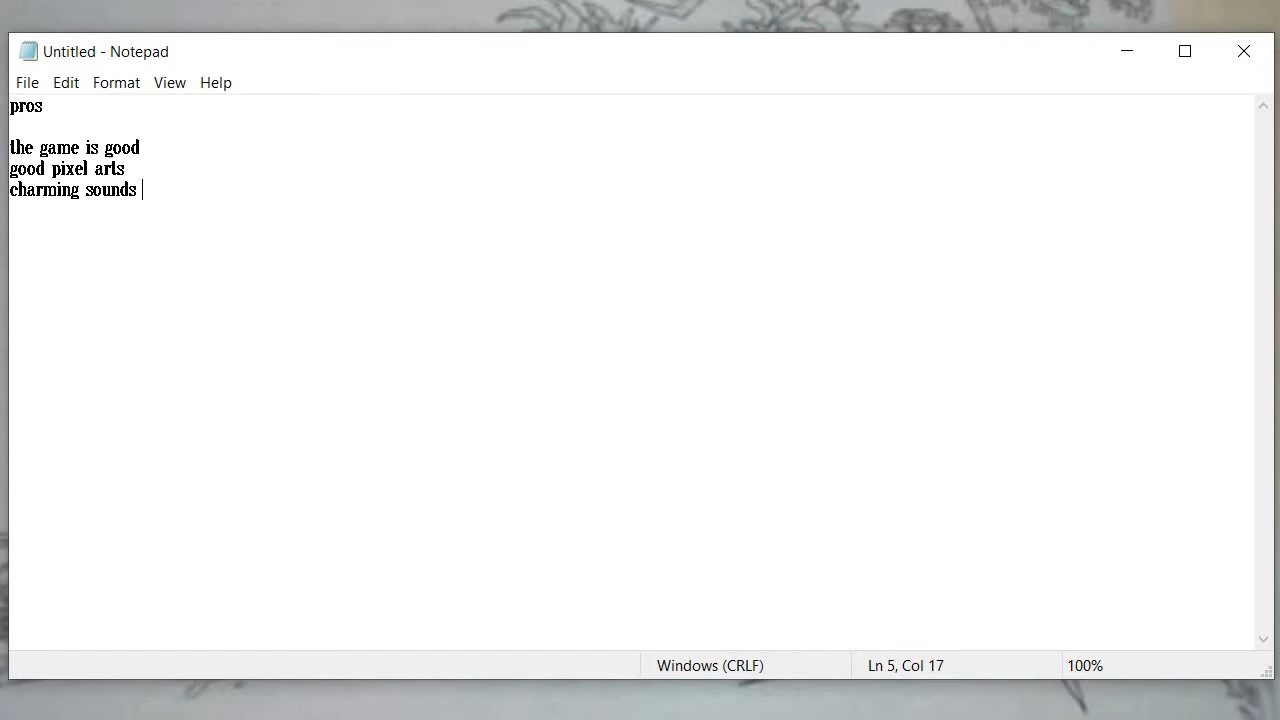 Untitled - Notepad
File Edit Format View Help
pros
the game is good
good pixel arts
charming sounds
Windows (CRLF) Ln 5, Col 17 100%